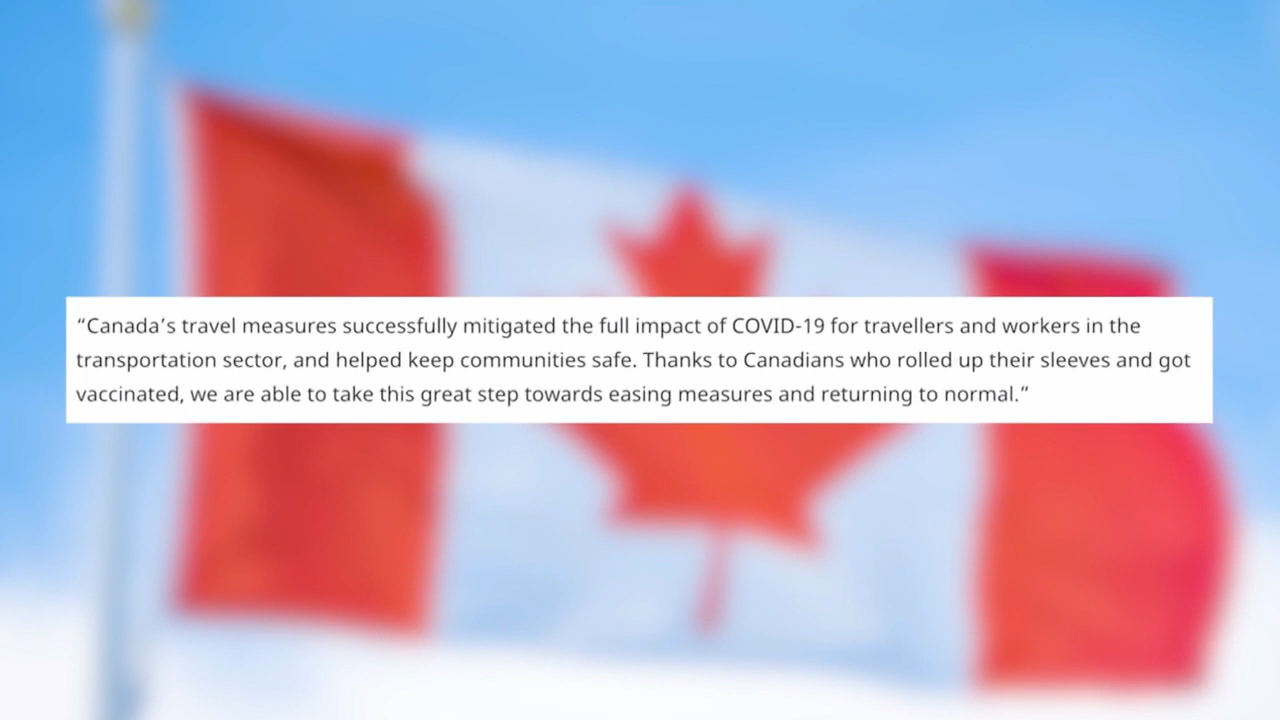 “Canada’s travel measures successfully mitigated the full impact of COVID-19 for travellers and workers in the
transportation sector, and helped keep communities safe. Thanks to Canadians who rolled up their sleeves and got
vaccinated, we are able to take this great step towards easing measures and returning to normal.”